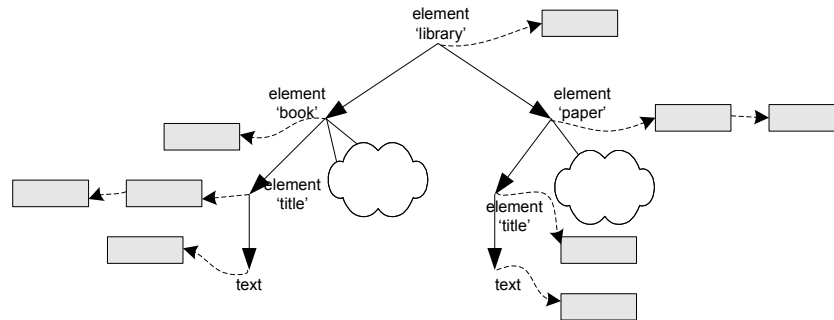 element
‘library’
element
‘book’
element
‘paper’
element
‘title’
element
‘title’
text
text